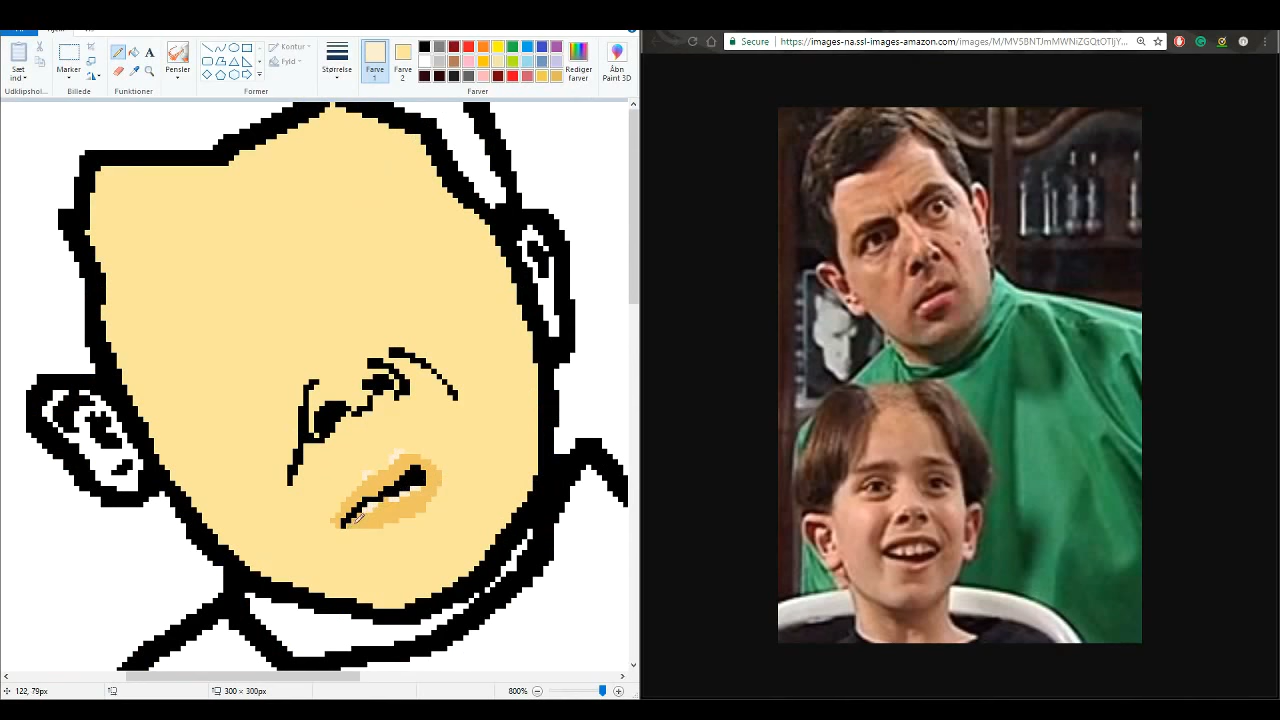 Sæt
ind
Marker
Pensler
Størrelse
Kontur
Fyld
Farve
1
Farve
2
Rediger
farver
Åbn
Paint 3D
Udklipshol...
Billede
Funktioner
Former
Farver
Secure
https://images-na.ssl-images-amazon.com/images/M/MV5BNTJmMWNiZGQtOTljY...
122, 79px
300 × 300px
800%